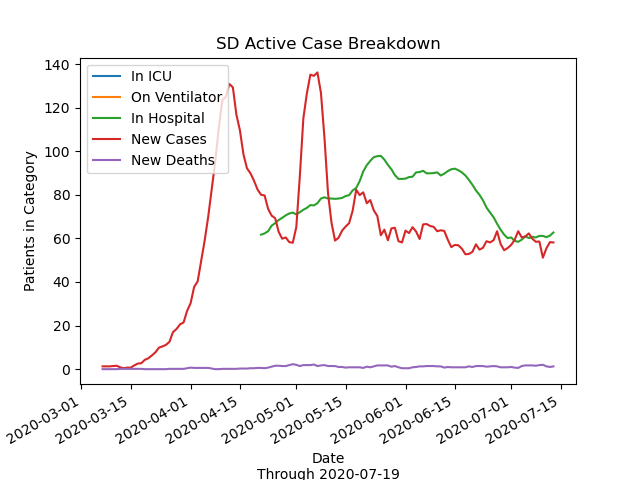 SD Active Case Breakdown
140
120
100
80
60
40
20
0
Patients in Category
In ICU
On Ventilator
In Hospital
New Cases
New Deaths
2020-03-01
2020-03-15
2020-04-01
2020-04-15
2020-05-01
2020-05-15
2020-06-01
2020-06-15
2020-07-01
2020-07-15
Date
Through 2020-07-19